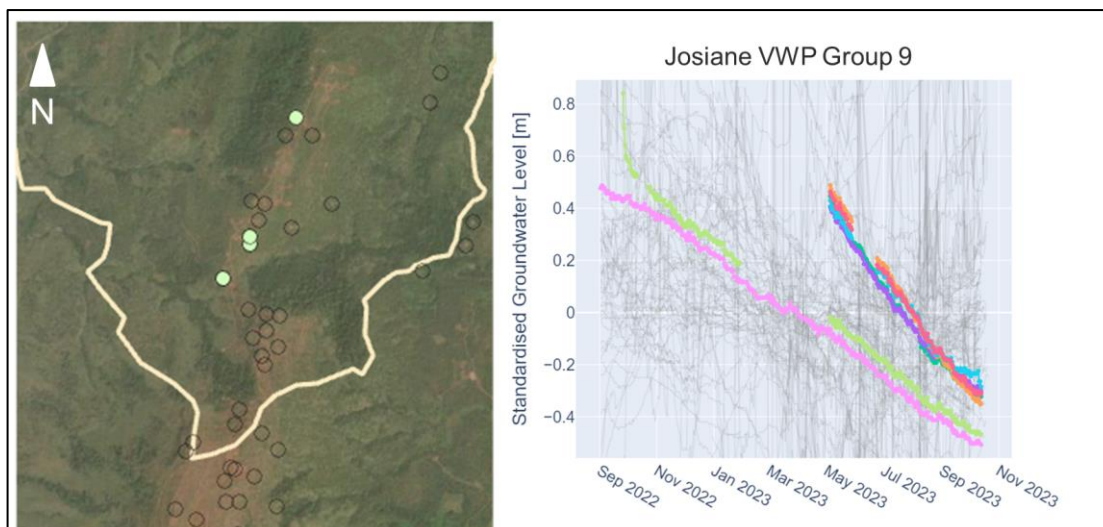 N
Josiane VWP Group 9
Standardised Groundwater Level [m]
0.8
0.6
0.4
0.2
0
−0.2
−0.4
Sep 2022
Nov 2022
Jan 2023
Mar 2023
May 2023
Jul 2023
Sep 2023
Nov 2023